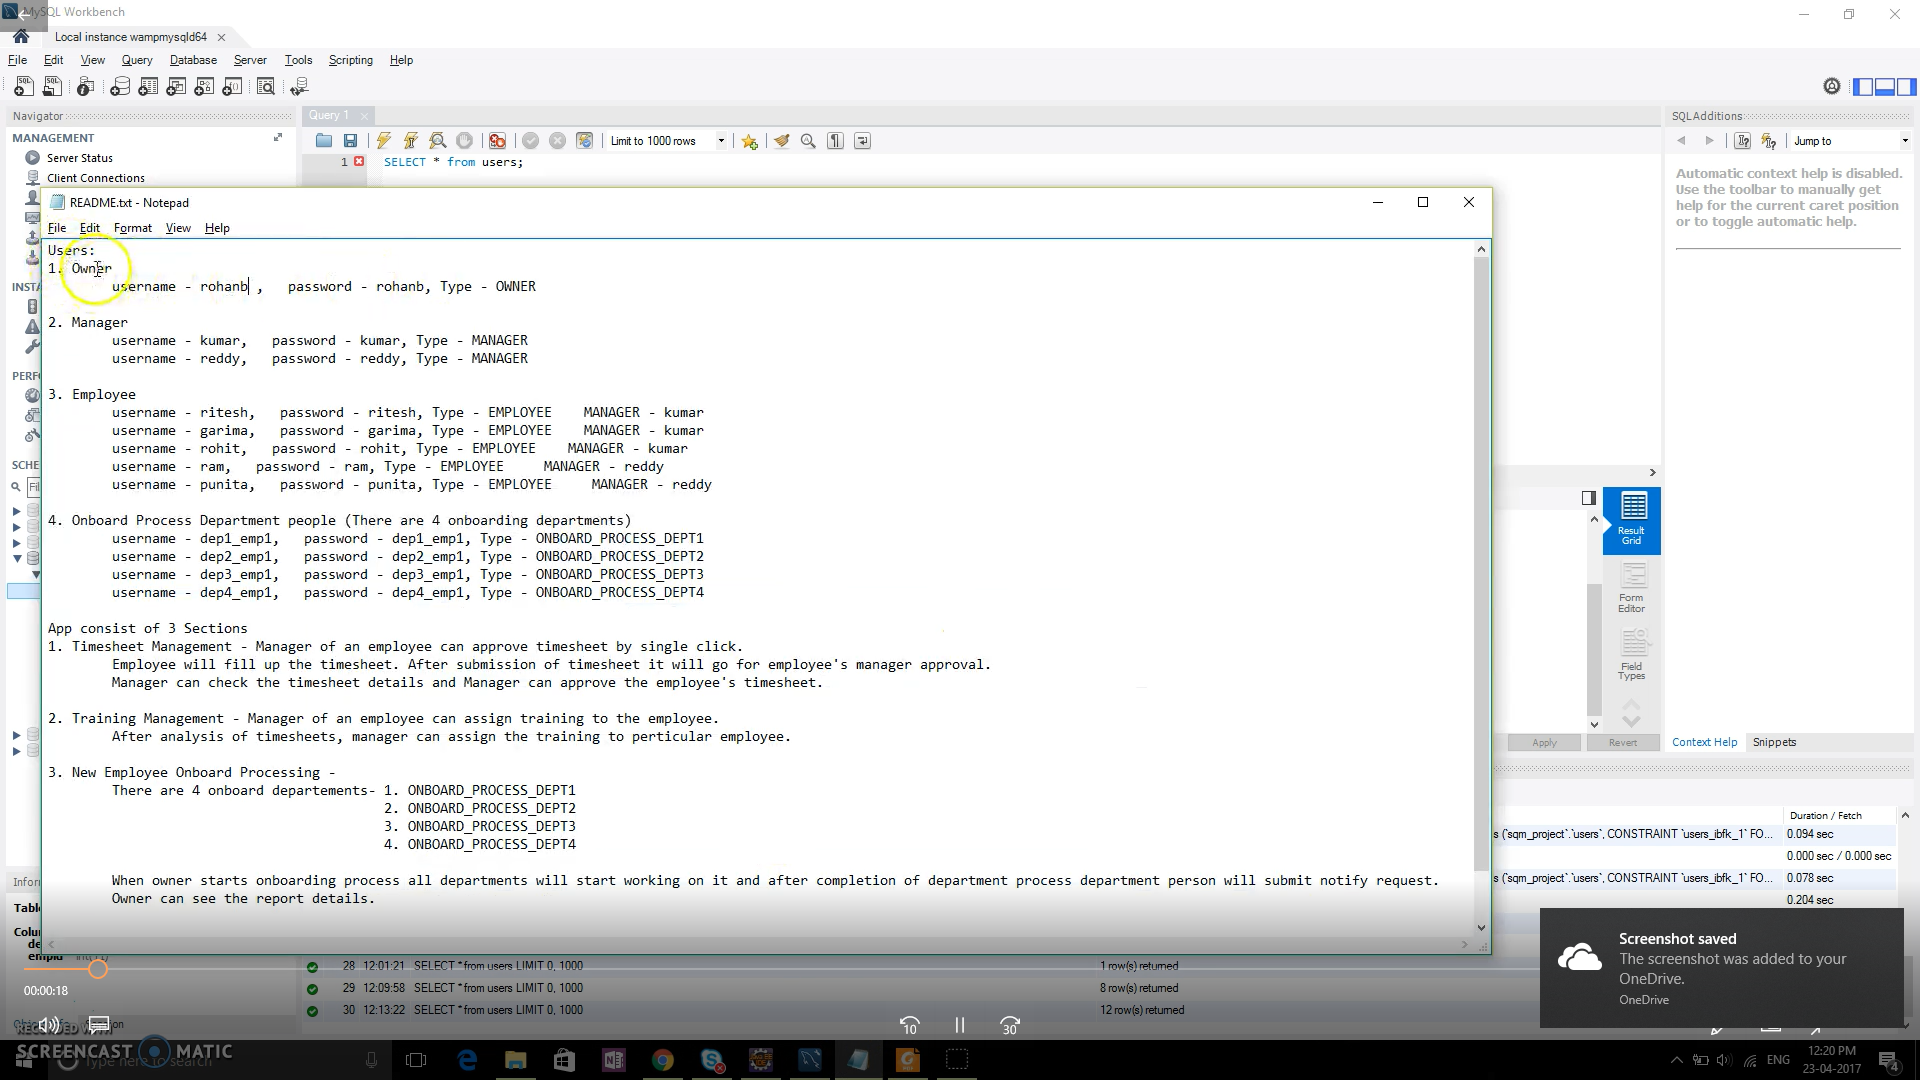 MySQL Workbench
Local instance wampmysqld64
File Edit View Query Database Server Tools Scripting Help
Navigator
Query 1
SQLAdditions
MANAGEMENT
Server Status
Client Connections
Limit to 1000 rows
Jump to
1 SELECT * from users;
Automatic context help is disabled.
Use the toolbar to manually get
help for the current caret position
or to toggle automatic help.
README.txt - Notepad
File Edit Format View Help
Users:
1. Owner
username - rohanb , password - rohanb, Type - OWNER
2. Manager
username - kumar, password - kumar, Type - MANAGER
username - reddy, password - reddy, Type - MANAGER
3. Employee
username - ritesh, password - ritesh, Type - EMPLOYEE MANAGER - kumar
username - garima, password - garima, Type - EMPLOYEE MANAGER - kumar
username - rohit, password - rohit, Type - EMPLOYEE MANAGER - kumar
username - ram, password - ram, Type - EMPLOYEE MANAGER - reddy
username - punita, password - punita, Type - EMPLOYEE MANAGER - reddy
4. Onboard Process Department people (There are 4 onboarding departments)
username - dep1_emp1, password - dep1_emp1, Type - ONBOARD_PROCESS_DEPT1
username - dep2_emp1, password - dep2_emp1, Type - ONBOARD_PROCESS_DEPT2
username - dep3_emp1, password - dep3_emp1, Type - ONBOARD_PROCESS_DEPT3
username - dep4_emp1, password - dep4_emp1, Type - ONBOARD_PROCESS_DEPT4
App consist of 3 Sections
1. Timesheet Management - Manager of an employee can approve timesheet by single click.
Employee will fill up the timesheet. After submission of timesheet it will go for employee's manager approval.
Manager can check the timesheet details and Manager can approve the employee's timesheet.
2. Training Management - Manager of an employee can assign training to the employee.
After analysis of timesheets, manager can assign the training to perticular employee.
3. New Employee Onboard Processing -
There are 4 onboard departements- 1. ONBOARD_PROCESS_DEPT1
2. ONBOARD_PROCESS_DEPT2
3. ONBOARD_PROCESS_DEPT3
4. ONBOARD_PROCESS_DEPT4
When owner starts onboarding process all departments will start working on it and after completion of department process department person will submit notify request.
Owner can see the report details.
INSTA
PERFO
SCHE
Fil
Inforr
Table
Colu
de
empid int(11)
Result
Grid
Form
Editor
Field
Types
Apply Revert
Context Help Snippets
Duration / Fetch
s (`sqm_project`.`users`, CONSTRAINT `users_ibfk_1` FO... 0.094 sec
0.000 sec / 0.000 sec
s (`sqm_project`.`users`, CONSTRAINT `users_ibfk_1` FO... 0.078 sec
0.204 sec
28 12:01:21 SELECT * from users LIMIT 0, 1000 1 row(s) returned
29 12:09:58 SELECT * from users LIMIT 0, 1000 8 row(s) returned
30 12:13:22 SELECT * from users LIMIT 0, 1000 12 row(s) returned
Screenshot saved
The screenshot was added to your
OneDrive.
OneDrive
00:00:18
10
30
RECORDED WITH
SCREENCAST MATIC
Type here to search
ENG
12:20 PM
23-04-2017
4